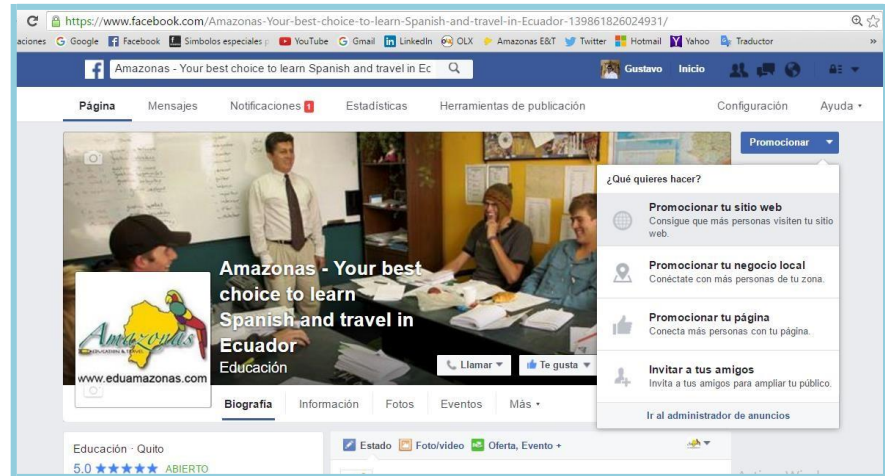 https://www.facebook.com/Amazonas-Your-best-choice-to-learn-Spanish-and-travel-in-Ecuador-139861826024931/
aciones Google Facebook Simbolos especiales YouTube Gmail LinkedIn OLX Amazonas E&T Twitter Hotmail Yahoo Traductor »
Amazonas - Your best choice to learn Spanish and travel in Ec
Gustavo Inicio
Página Mensajes Notificaciones 1 Estadísticas Herramientas de publicación Configuración Ayuda
Promocionar
¿Qué quieres hacer?
Promocionar tu sitio web
Consigue que más personas visiten tu sitio
web.
Promocionar tu negocio local
Conéctate con más personas de tu zona.
Promocionar tu página
Conecta más personas con tu página.
Invitar a tus amigos
Invita a tus amigos para ampliar tu público.
Ir al administrador de anuncios
Amazonas - Your best
choice to learn
Spanish and travel in
Ecuador
Educación
Amazonas
EDUCATION & TRAVEL
www.eduamazonas.com
Llamar Te gusta
Biografía Información Fotos Eventos Más
Educación · Quito
5.0 ★★★★★ ABIERTO
Estado Foto/video Oferta, Evento +